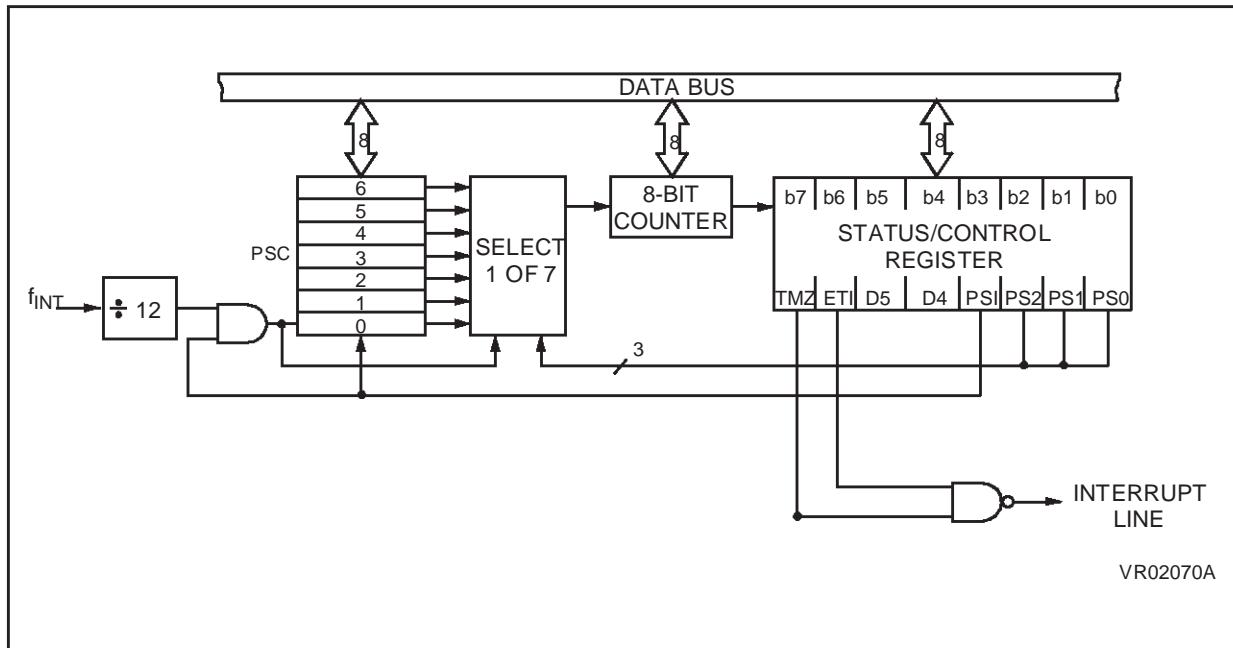 DATA BUS
8
8
8
6
5
4
3
2
1
0
PSC
SELECT
1 OF 7
8-BIT
COUNTER
b7 b6 b5 b4 b3 b2 b1 b0
STATUS/CONTROL
REGISTER
TMZ ETI D5 D4 PSI PS2 PS1 PS0
fINT
÷ 12
3
INTERRUPT
LINE
VR02070A